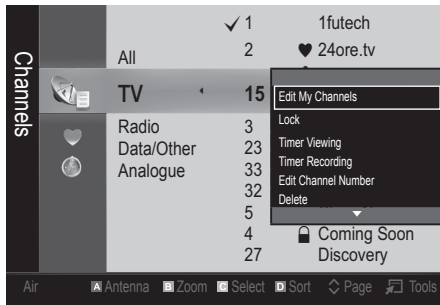 Channels
✓ 1 1futech
All 2 ♥ 24ore.tv
TV 15
Edit My Channels
Lock
Timer Viewing
Timer Recording
Edit Channel Number
Delete
Radio 3
Data/Other 23
Analogue 33
32
5
4 Coming Soon
27 Discovery
Air A Antenna B Zoom C Select D Sort Page Tools